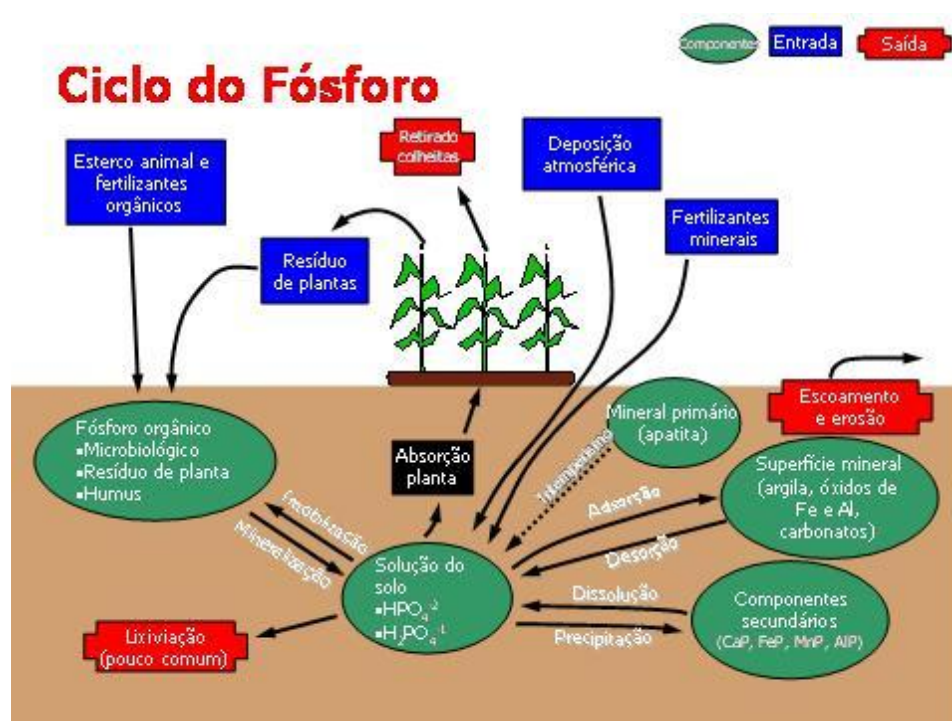 Componentes
Entrada
Saída
Ciclo do Fósforo
Retirado
colheitas
Esterco animal e
fertilizantes
orgânicos
Deposição
atmosférica
Fertilizantes
minerais
Resíduo
de plantas
Mineral primário
(apatita)
Escoamento
e erosão
Fósforo orgânico
▪Microbiológico
▪Resíduo de planta
▪Humus
Absorção
planta
Intemperismo
Superfície mineral
(argila, óxidos de
Fe e Al,
carbonatos)
Adsorção
Desorção
Imobilização
Mineralização
Solução do
solo
▪HPO₄⁻²
▪H₂PO₄⁻¹
Dissolução
Precipitação
Componentes
secundários
(CaP, FeP, MnP, AlP)
Lixiviação
(pouco comum)